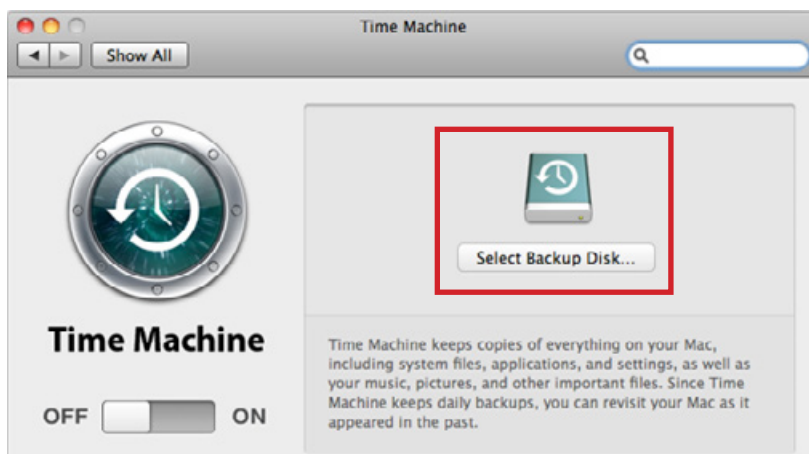 Time Machine
Show All
Select Backup Disk...
Time Machine
Time Machine keeps copies of everything on your Mac,
including system files, applications, and settings, as well as
your music, pictures, and other important files. Since Time
Machine keeps daily backups, you can revisit your Mac as it
appeared in the past.
OFF ON